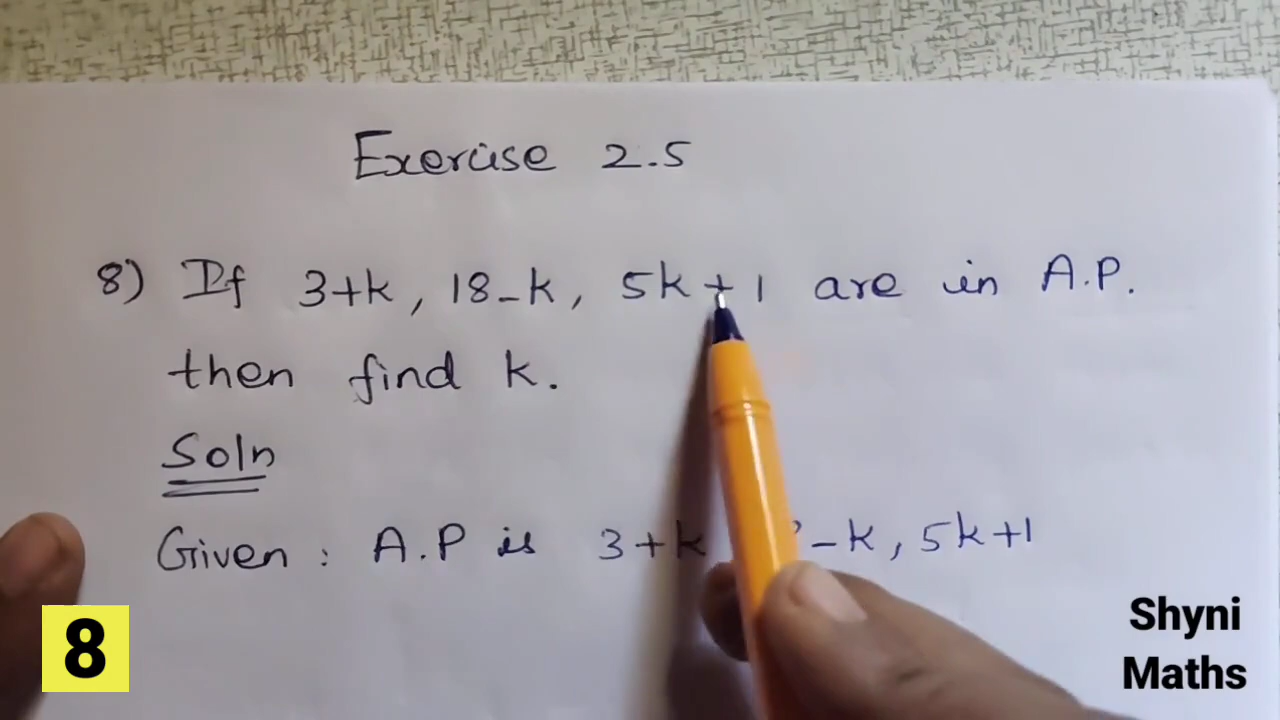 Exercise 2.5
8) If 3+k, 18-k, 5k+1 are in A.P.
then find k.
Soln
Given : A.P is 3+k -k, 5k+1
8
Shyni
Maths